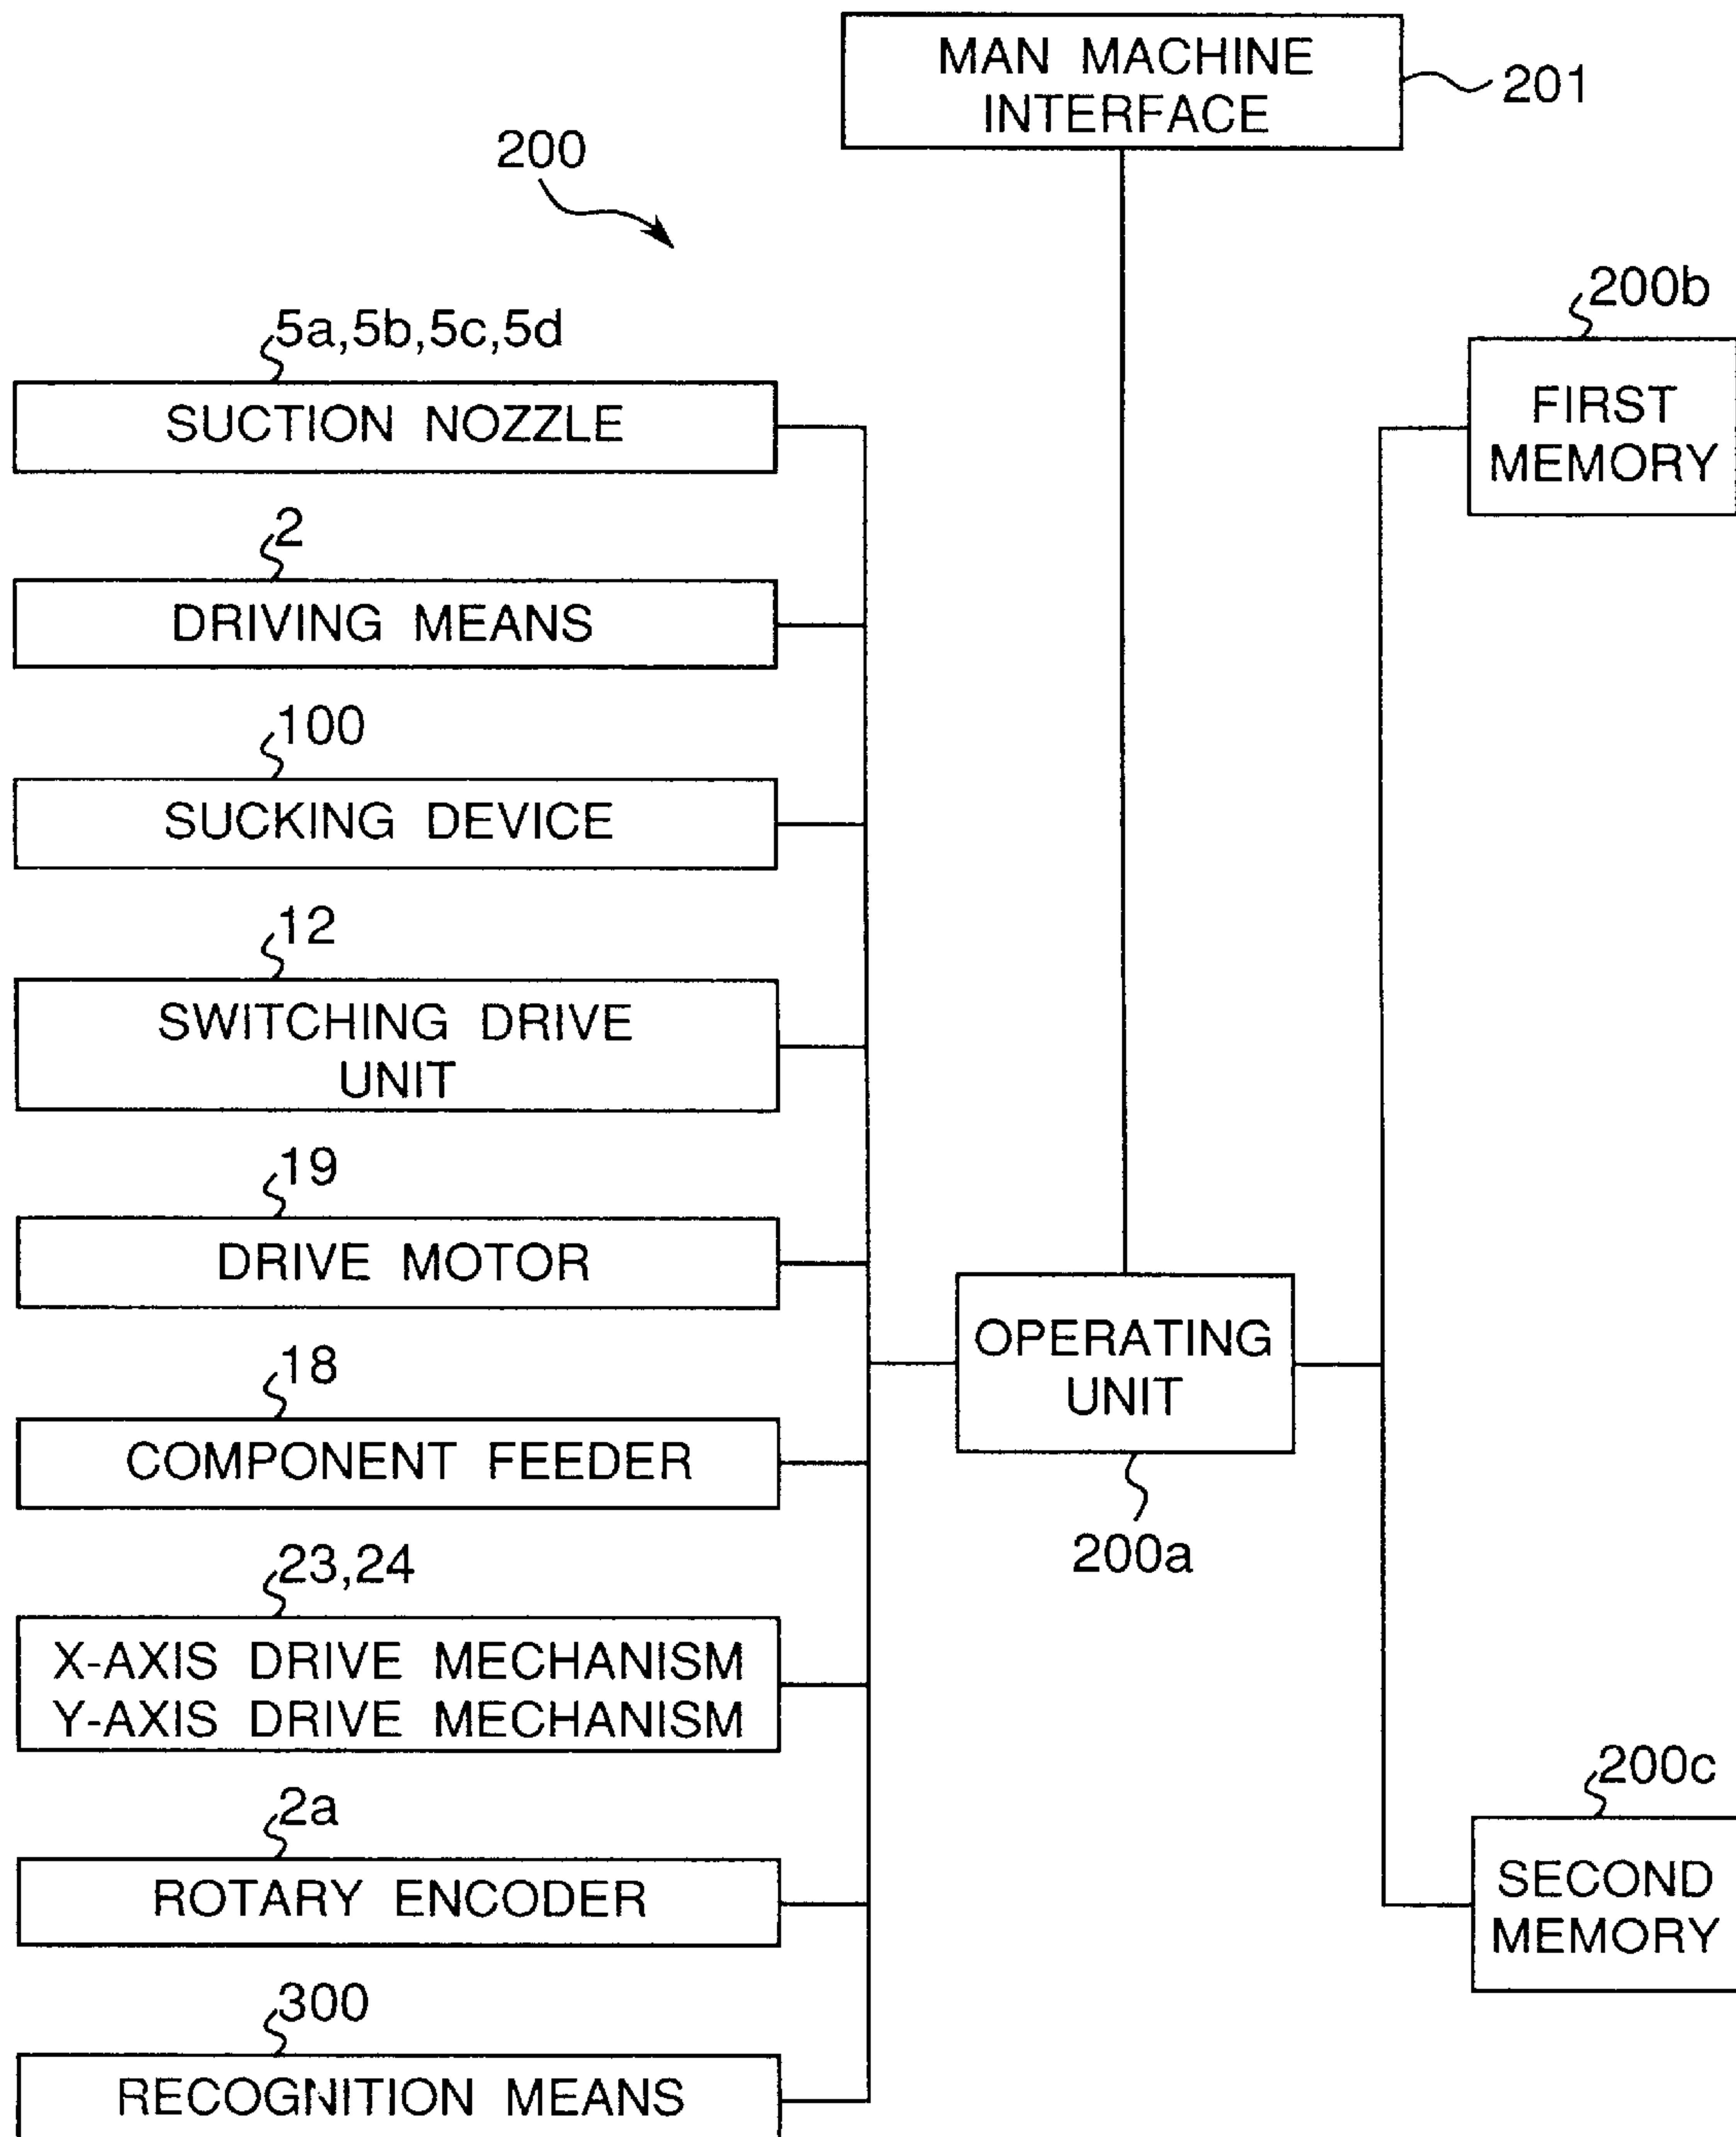 MAN MACHINE
INTERFACE
201
200
5a,5b,5c,5d
SUCTION NOZZLE
2
DRIVING MEANS
100
SUCKING DEVICE
12
SWITCHING DRIVE
UNIT
19
DRIVE MOTOR
18
COMPONENT FEEDER
23,24
X-AXIS DRIVE MECHANISM
Y-AXIS DRIVE MECHANISM
2a
ROTARY ENCODER
300
RECOGNITION MEANS
OPERATING
UNIT
200a
200b
FIRST
MEMORY
200c
SECOND
MEMORY